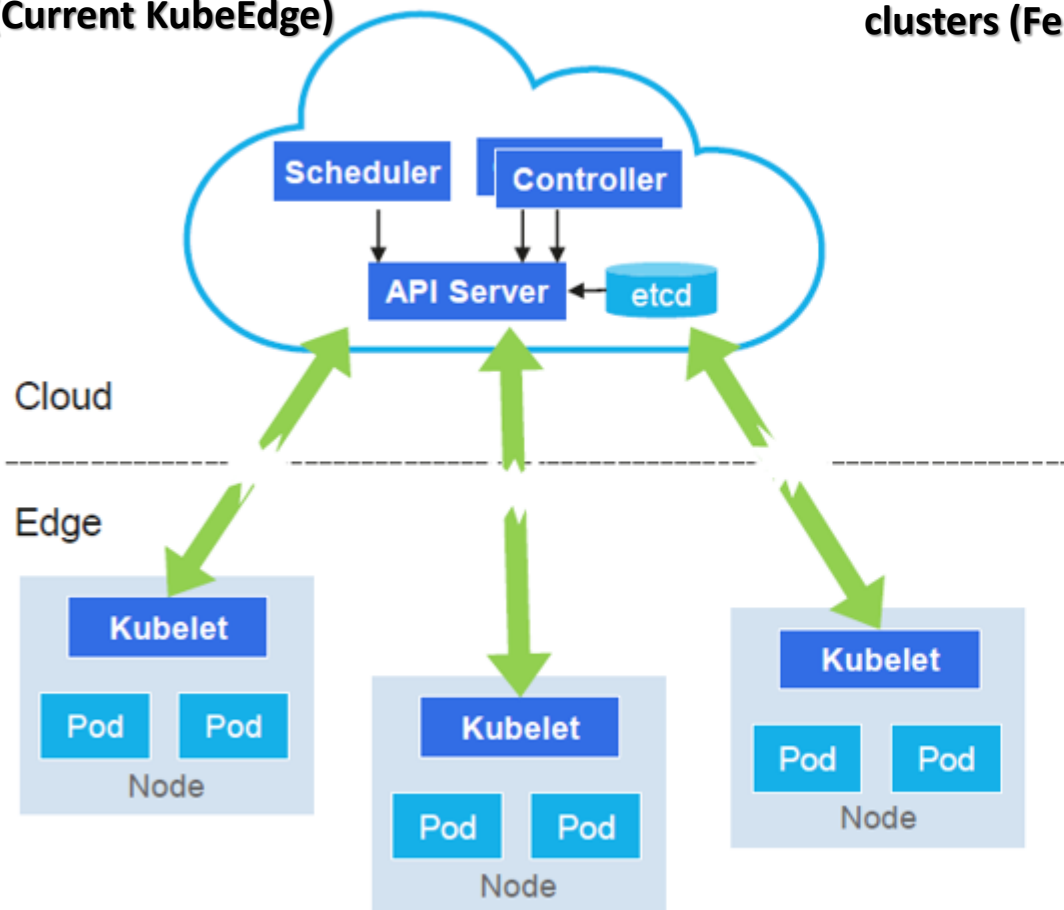 (Current KubeEdge)
clusters (Fe
Scheduler
Controller
API Server
etcd
Cloud
Edge
Kubelet
Pod Pod
Node
Kubelet
Pod Pod
Node
Kubelet
Pod Pod
Node